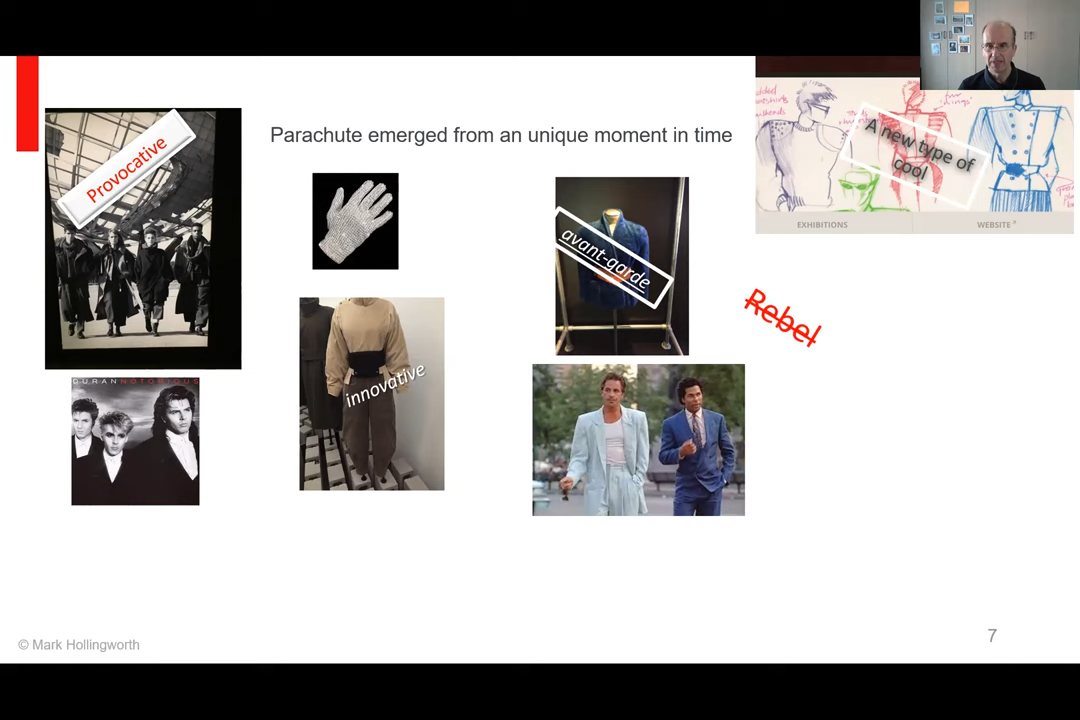 Parachute emerged from an unique moment in time
Provocative
A new type of
cool
EXHIBITIONS
WEBSITE
avant-garde
Rebel
innovative
DURAN NOTORIOUS
© Mark Hollingworth
7